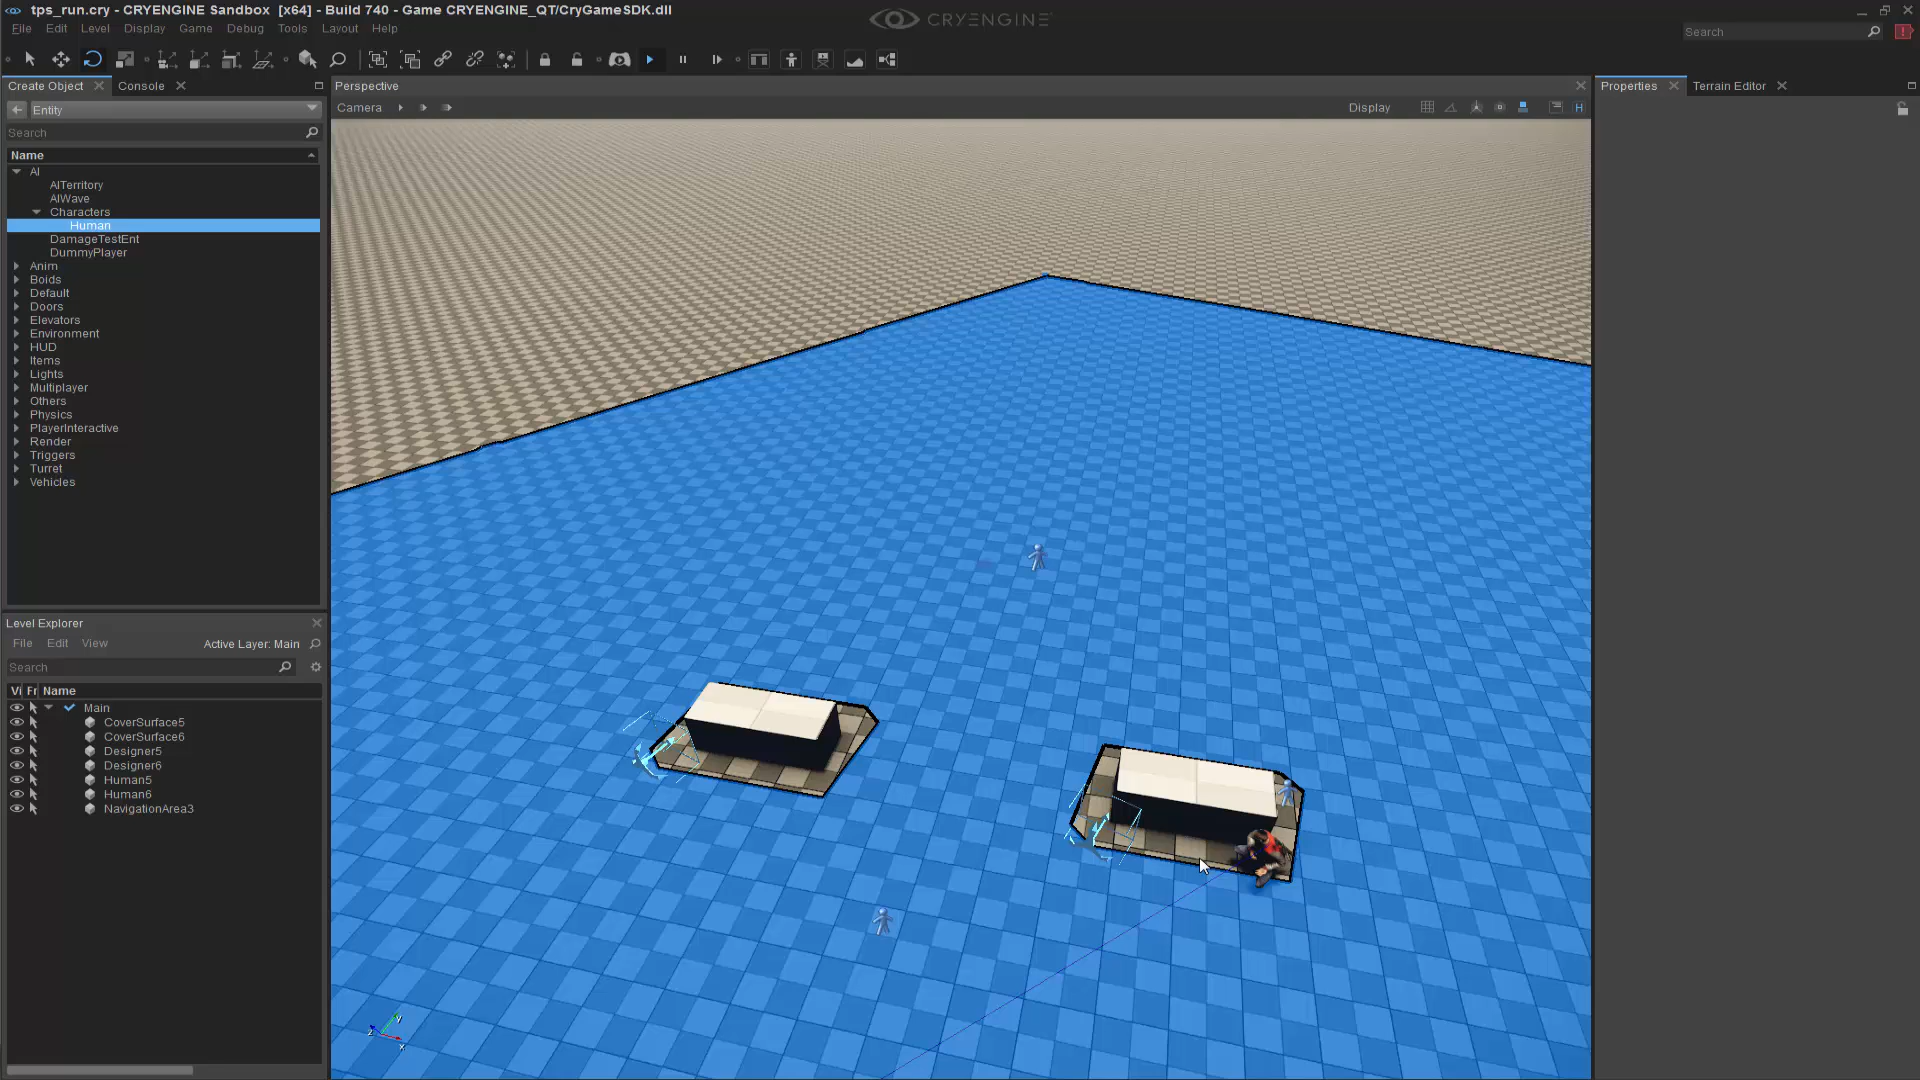 tps_run.cry - CRYENGINE Sandbox [x64] - Build 740 - Game CRYENGINE_QT/CryGameSDK.dll
CRYENGINE
File Edit Level Display Game Debug Tools Layout Help
Search
Create Object
Console
Perspective
Properties
Terrain Editor
Entity
Camera
Display
H
Search
Name
AI
AITerritory
AIWave
Characters
Human
DamageTestEnt
DummyPlayer
Anim
Boids
Default
Doors
Elevators
Environment
HUD
Items
Lights
Multiplayer
Others
Physics
PlayerInteractive
Render
Triggers
Turret
Vehicles
Level Explorer
File Edit View Active Layer: Main
Search
Vi Fr Name
Main
CoverSurface5
CoverSurface6
Designer5
Designer6
Human5
Human6
NavigationArea3
z y
x